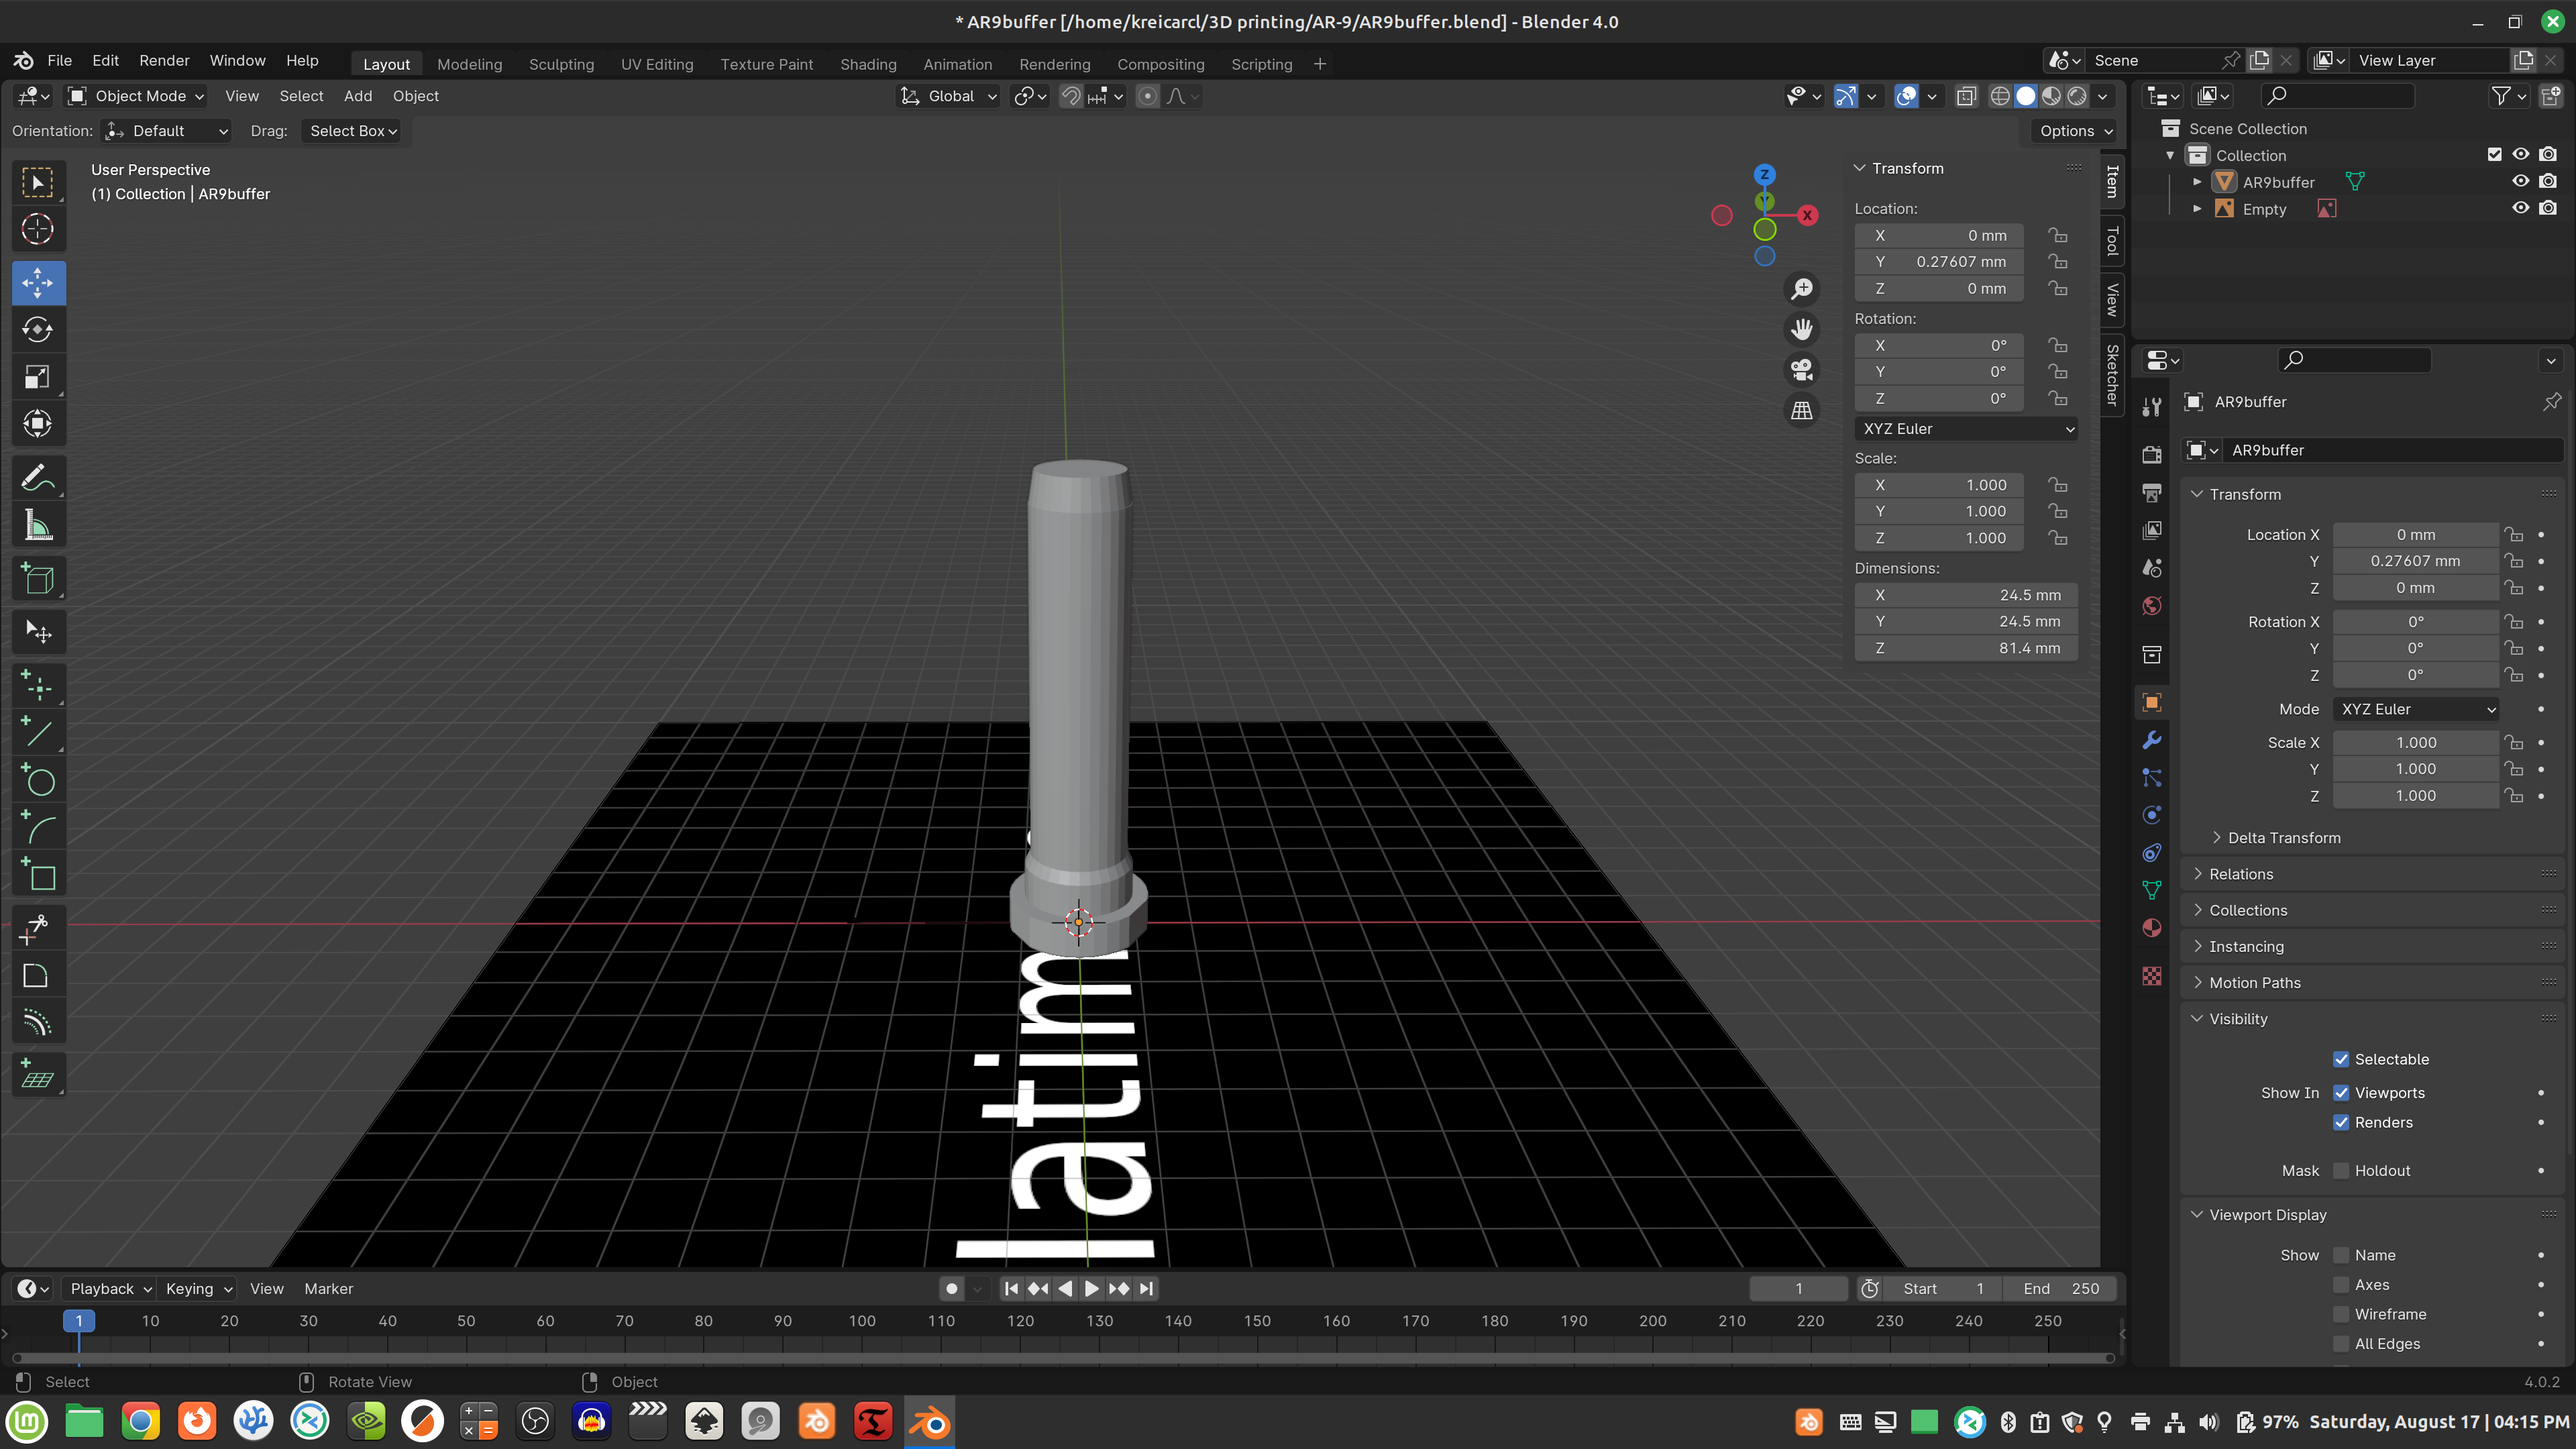 * AR9buffer [/home/kreicarcl/3D printing/AR-9/AR9buffer.blend] - Blender 4.0
File Edit Render Window Help Layout Modeling Sculpting UV Editing Texture Paint Shading Animation Rendering Compositing Scripting + Scene View Layer
Object Mode View Select Add Object Global
Orientation: Default Drag: Select Box Options
User Perspective
(1) Collection | AR9buffer
Z
Y
X
Transform
Location:
X 0 mm
Y 0.27607 mm
Z 0 mm
Rotation:
X 0°
Y 0°
Z 0°
XYZ Euler
Scale:
X 1.000
Y 1.000
Z 1.000
Dimensions:
X 24.5 mm
Y 24.5 mm
Z 81.4 mm
Item
Tool
View
Sketcher
latim
Scene Collection
Collection
AR9buffer
Empty
AR9buffer
AR9buffer
Transform
Location X 0 mm
Y 0.27607 mm
Z 0 mm
Rotation X 0°
Y 0°
Z 0°
Mode XYZ Euler
Scale X 1.000
Y 1.000
Z 1.000
Delta Transform
Relations
Collections
Instancing
Motion Paths
Visibility
Selectable
Show In Viewports
Renders
Mask Holdout
Viewport Display
Show Name
Axes
Wireframe
All Edges
Playback Keying View Marker 1 Start 1 End 250
1 10 20 30 40 50 60 70 80 90 100 110 120 130 140 150 160 170 180 190 200 210 220 230 240 250
Select Rotate View Object 4.0.2
97% Saturday, August 17 | 04:15 PM